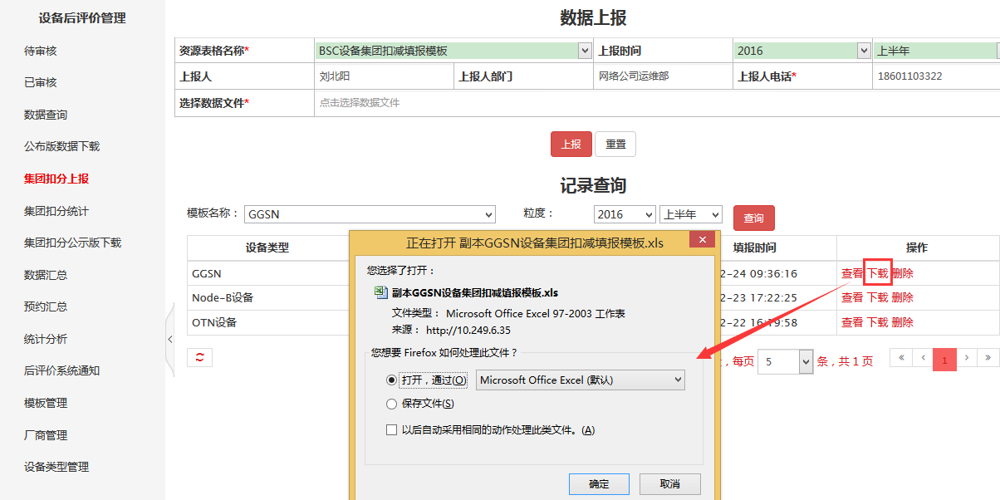 设备后评价管理
待审核
已审核
数据查询
公布版数据下载
集团扣分上报
集团扣分统计
集团扣分公示版下载
数据汇总
预约汇总
统计分析
后评价系统通知
模板管理
厂商管理
设备类型管理
数据上报
资源表格名称* BSC设备集团扣减填报模板 上报时间 2016 上半年
上报人 刘北阳 上报人部门 网络公司运维部 上报人电话* 18601103322
选择数据文件* 点击选择数据文件
上报 重置
记录查询
模板名称： GGSN 粒度： 2016 上半年 查询
设备类型 填报时间 操作
GGSN 2-24 09:36:16 查看 下载 删除
Node-B设备 2-23 17:22:25 查看 下载 删除
OTN设备 2-22 16:19:58 查看 下载 删除
，每页 5 条，共 1 页 « ‹ 1 › »
正在打开 副本GGSN设备集团扣减填报模板.xls
您选择了打开：
副本GGSN设备集团扣减填报模板.xls
文件类型： Microsoft Office Excel 97-2003 工作表
来源： http://10.249.6.35
您想要 Firefox 如何处理此文件？
打开，通过(O) Microsoft Office Excel (默认)
保存文件(S)
以后自动采用相同的动作处理此类文件。(A)
确定 取消